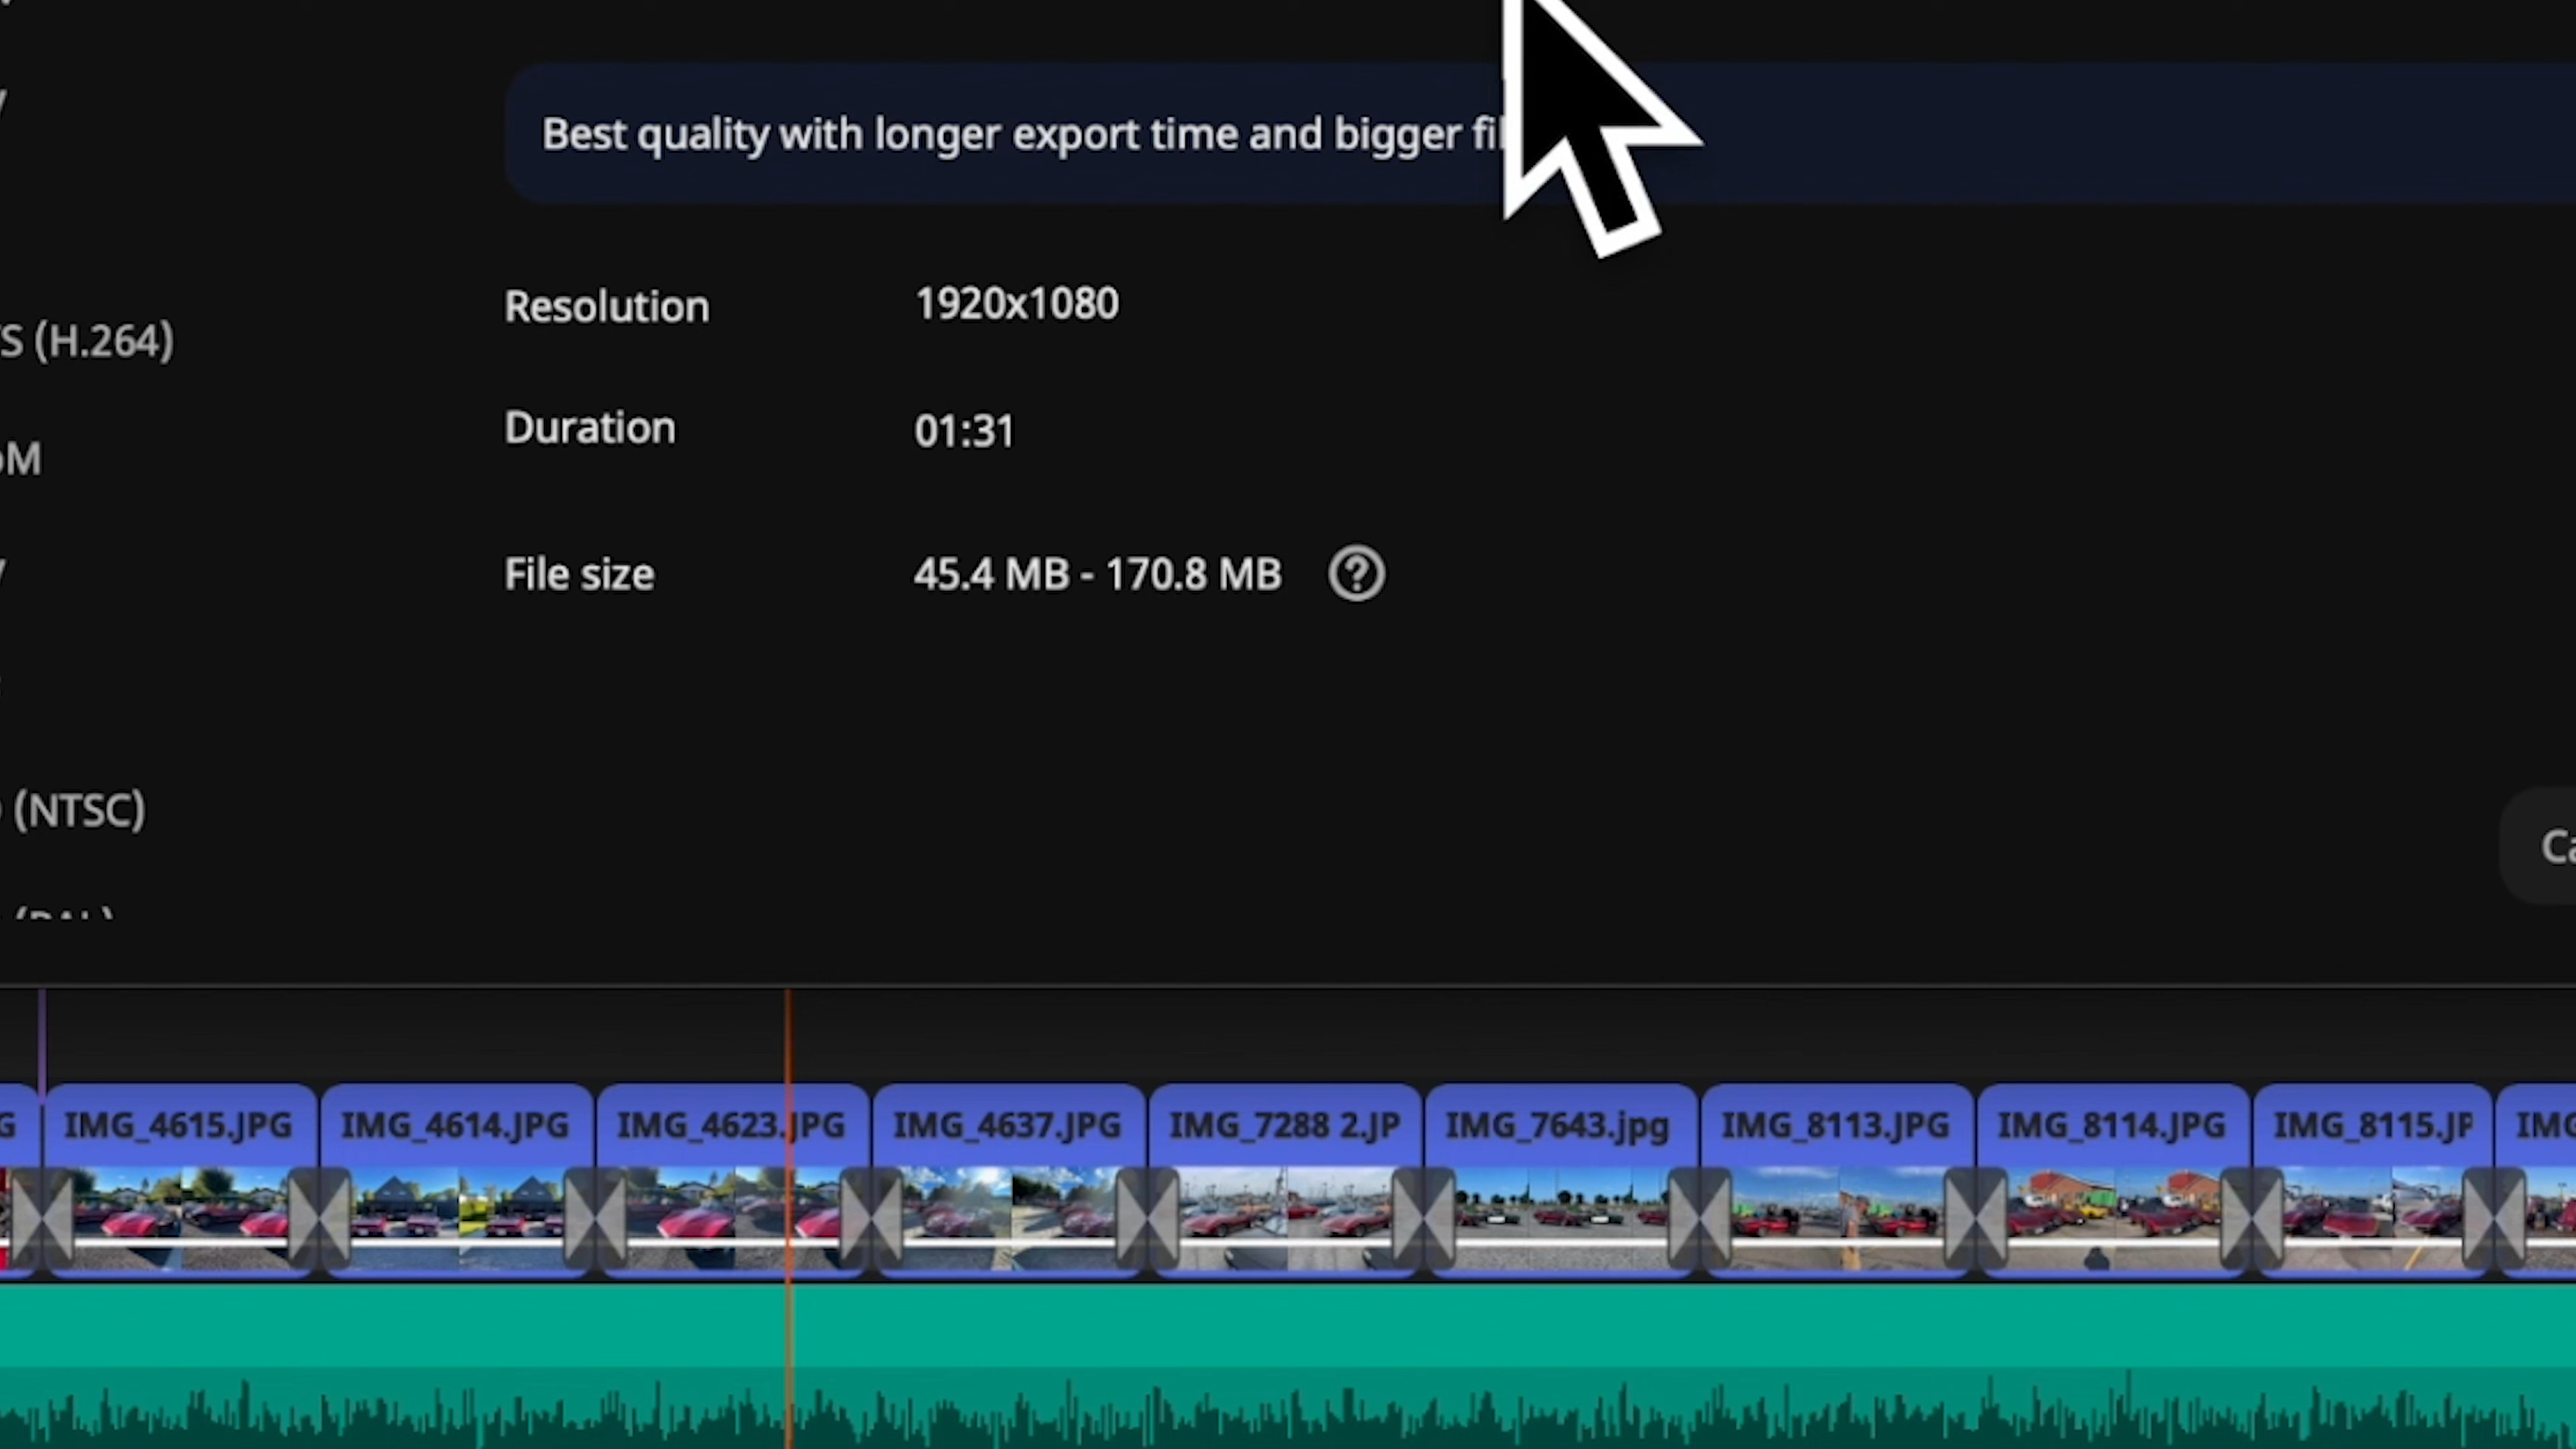 Best quality with longer export time and bigger
Resolution 1920x1080
S (H.264)
Duration 01:31
M
File size 45.4 MB - 170.8 MB
(NTSC)
Ca
G IMG_4615.JPG IMG_4614.JPG IMG_4623.JPG IMG_4637.JPG IMG_7288 2.JP IMG_7643.jpg IMG_8113.JPG IMG_8114.JPG IMG_8115.JP IMG